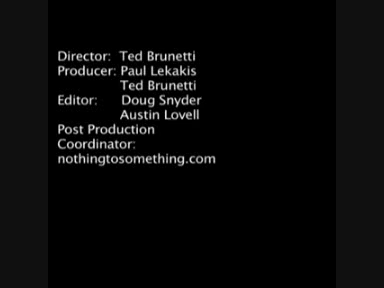 Director: Ted Brunetti
Producer: Paul Lekakis
Ted Brunetti
Editor: Doug Snyder
Austin Lovell
Post Production
Coordinator:
nothingtosomething.com